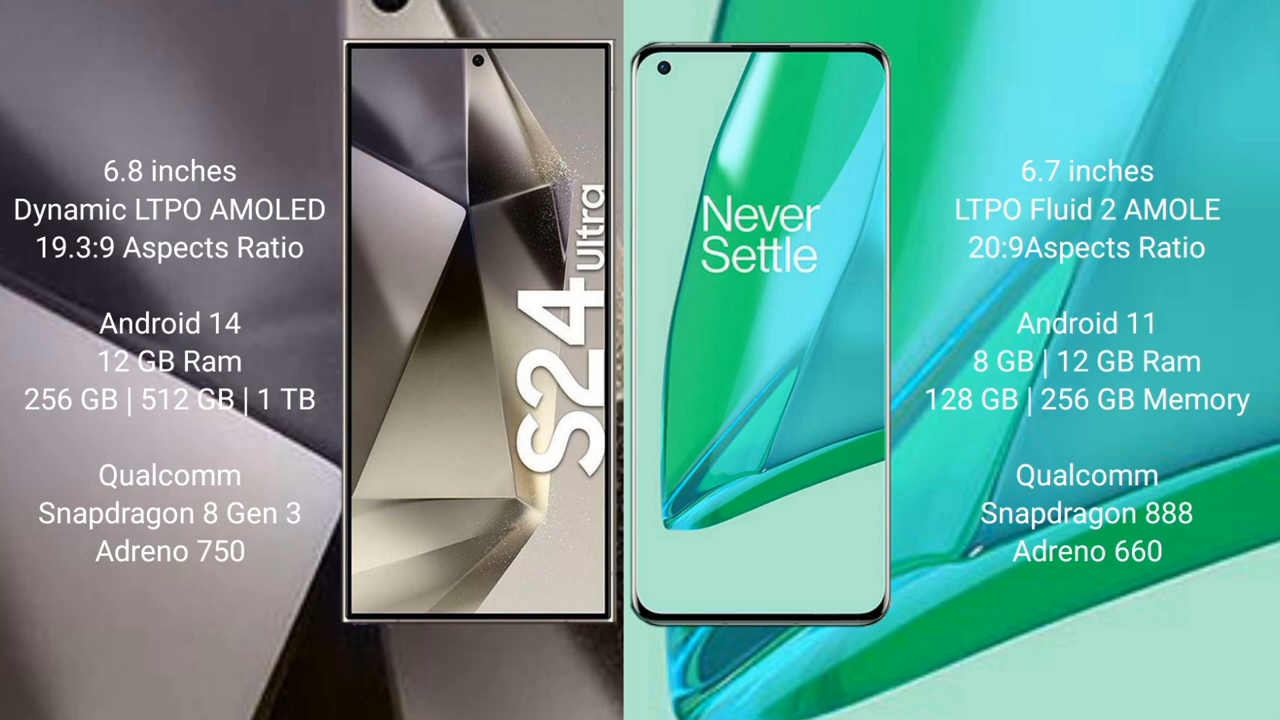 6.8 inches
Dynamic LTPO AMOLED
19.3:9 Aspects Ratio
Android 14
12 GB Ram
256 GB | 512 GB | 1 TB
Qualcomm
Snapdragon 8 Gen 3
Adreno 750
S24 ultra
Never
Settle
6.7 inches
LTPO Fluid 2 AMOLE
20:9Aspects Ratio
Android 11
8 GB | 12 GB Ram
128 GB | 256 GB Memory
Qualcomm
Snapdragon 888
Adreno 660